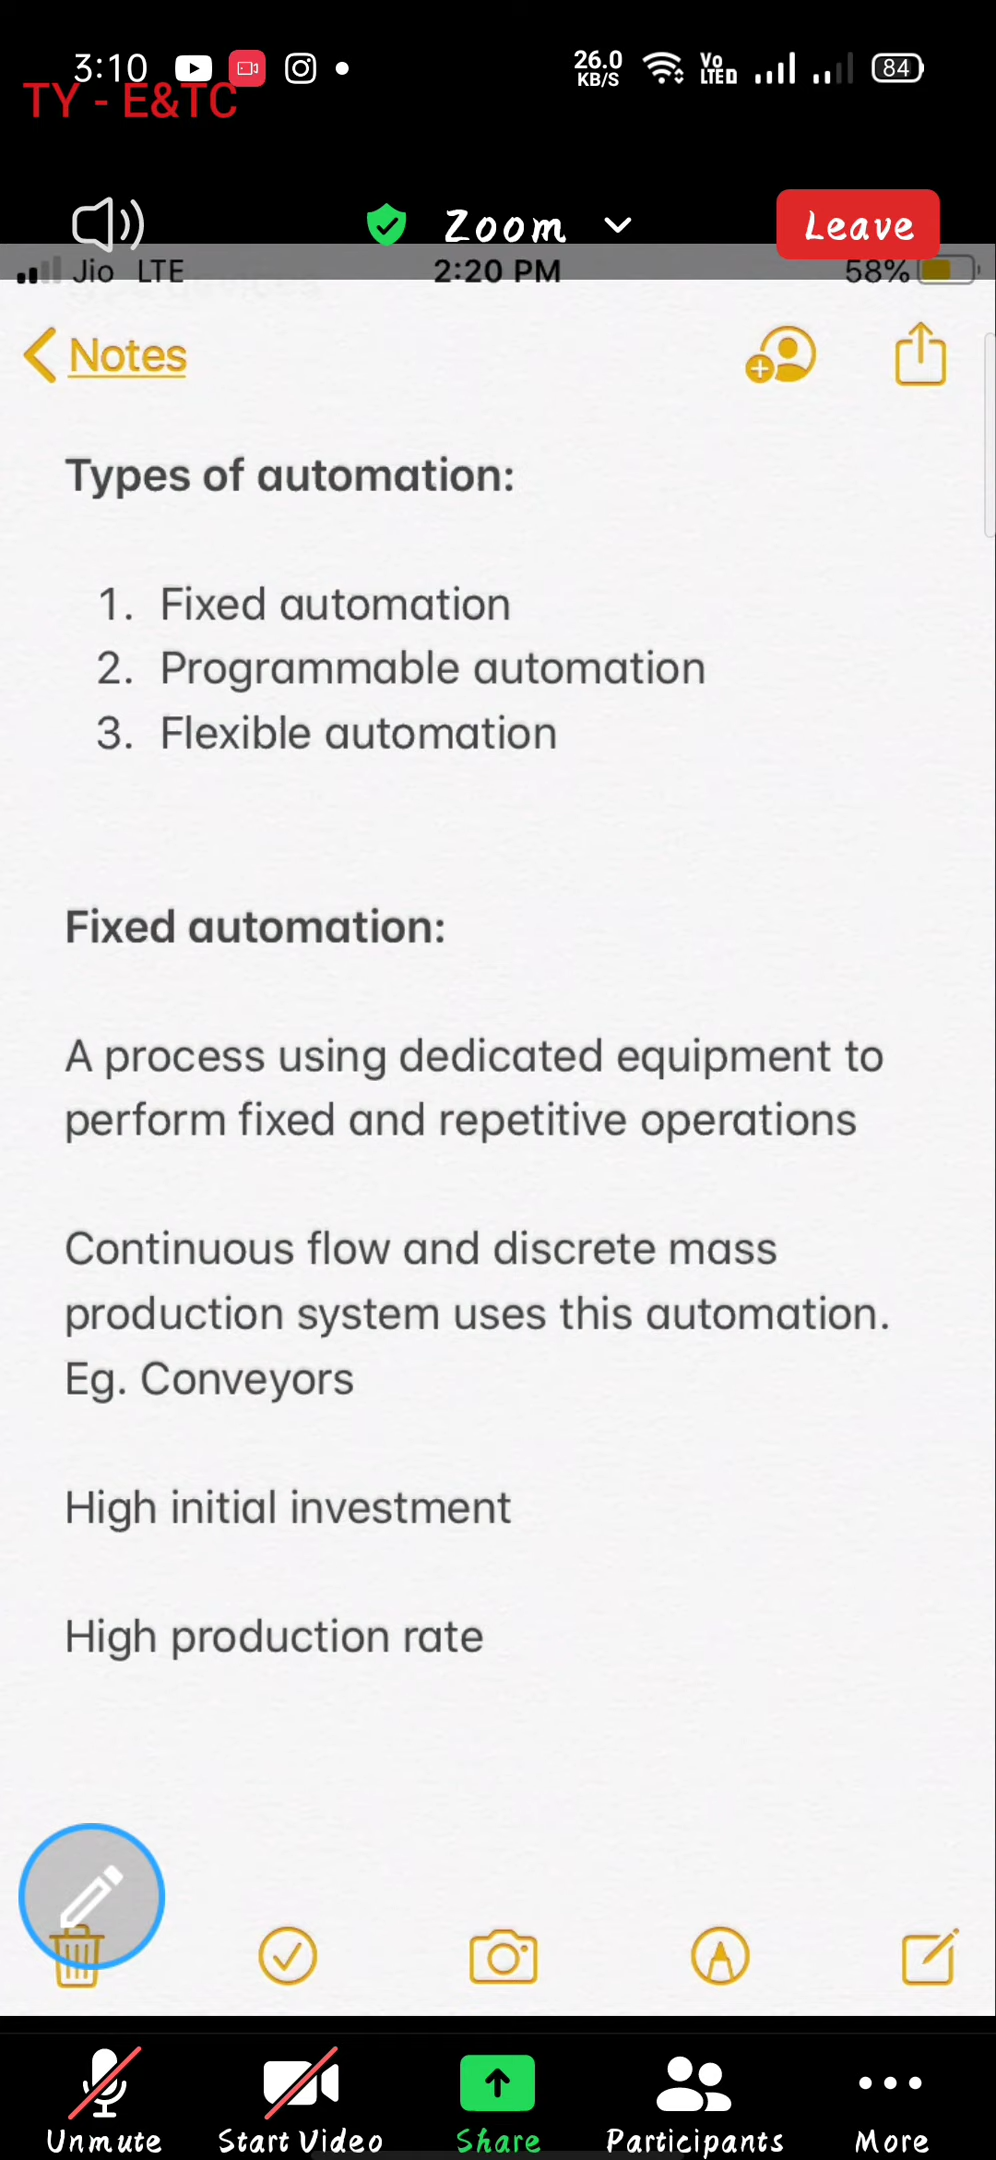 3:10
26.0
KB/S
Vo
LTED
84
TY - E&TC
Zoom
Leave
Jio LTE
2:20 PM
58%
Notes
Types of automation:
1. Fixed automation
2. Programmable automation
3. Flexible automation
Fixed automation:
A process using dedicated equipment to
perform fixed and repetitive operations
Continuous flow and discrete mass
production system uses this automation.
Eg. Conveyors
High initial investment
High production rate
Unmute
Start Video
Share
Participants
More